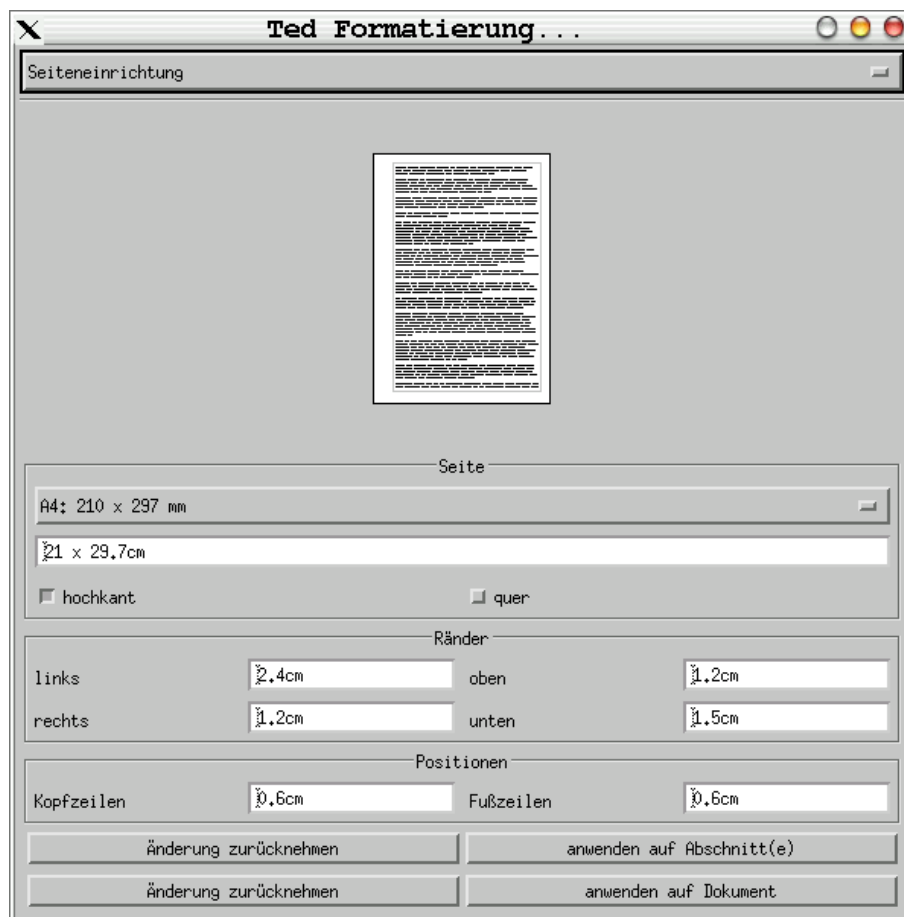 Ted Formatierung...
Seiteneinrichtung
Seite
A4: 210 x 297 mm
21 x 29.7cm
hochkant quer
Ränder
links 2.4cm oben 1.2cm
rechts 1.2cm unten 1.5cm
Positionen
Kopfzeilen 0.6cm Fußzeilen 0.6cm
Änderung zurücknehmen anwenden auf Abschnitt(e)
Änderung zurücknehmen anwenden auf Dokument